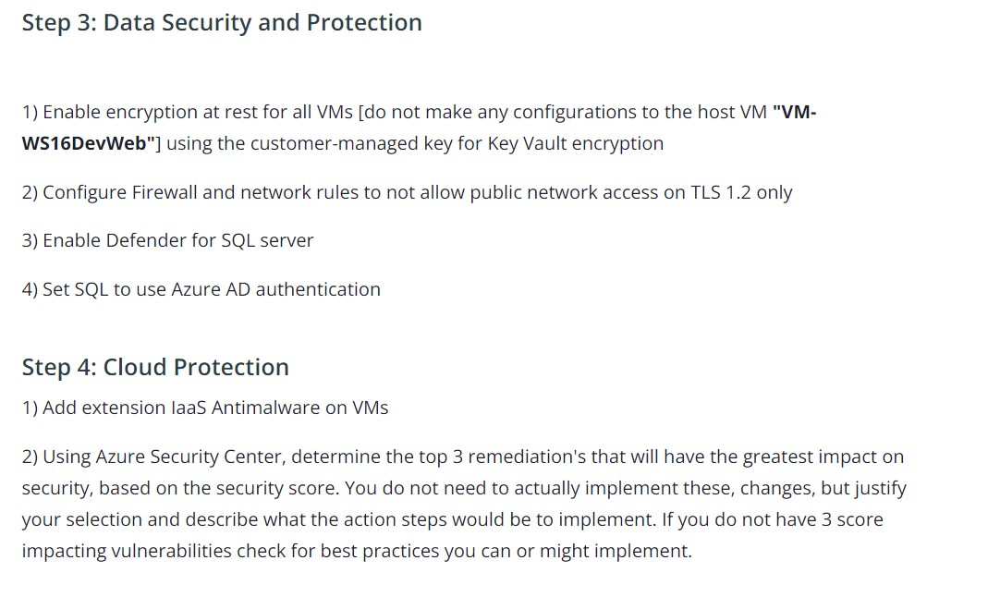 Step 3: Data Security and Protection
1) Enable encryption at rest for all VMs [do not make any configurations to the host VM "VM-
WS16DevWeb"] using the customer-managed key for Key Vault encryption
2) Configure Firewall and network rules to not allow public network access on TLS 1.2 only
3) Enable Defender for SQL server
4) Set SQL to use Azure AD authentication
Step 4: Cloud Protection
1) Add extension IaaS Antimalware on VMs
2) Using Azure Security Center, determine the top 3 remediation's that will have the greatest impact on
security, based on the security score. You do not need to actually implement these, changes, but justify
your selection and describe what the action steps would be to implement. If you do not have 3 score
impacting vulnerabilities check for best practices you can or might implement.